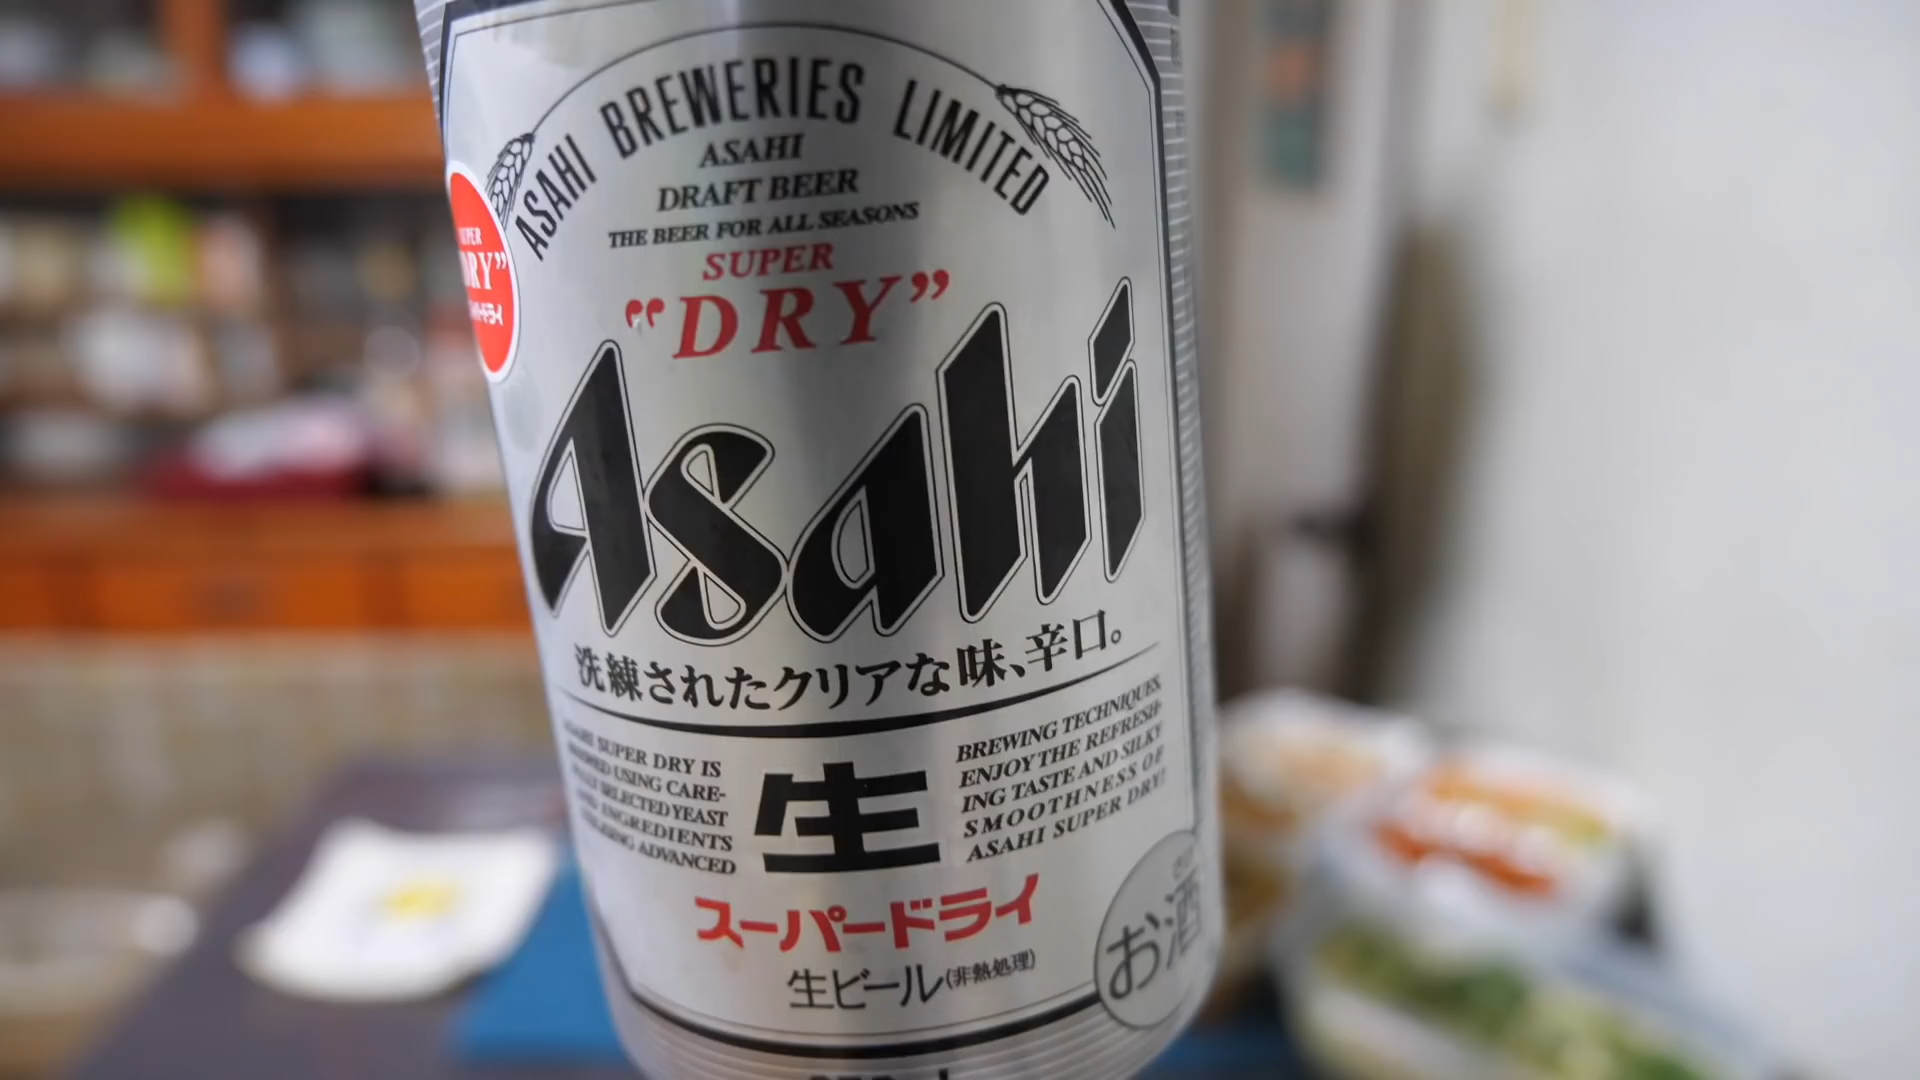 ASAHI BREWERIES LIMITED
ASAHI
DRAFT BEER
THE BEER FOR ALL SEASONS
SUPER
“DRY”
Asahi
洗練されたクリアな味、辛口。
SUPER DRY IS
USING CARE-
SELECTED YEAST
INGREDIENTS
ADVANCED
BREWING TECHNIQUES.
ENJOY THE REFRESH-
ING TASTE AND SILKY
SMOOTHNESS OF
ASAHI SUPER DRY!
生
スーパードライ
生ビール(非熱処理)
お酒
DRY”